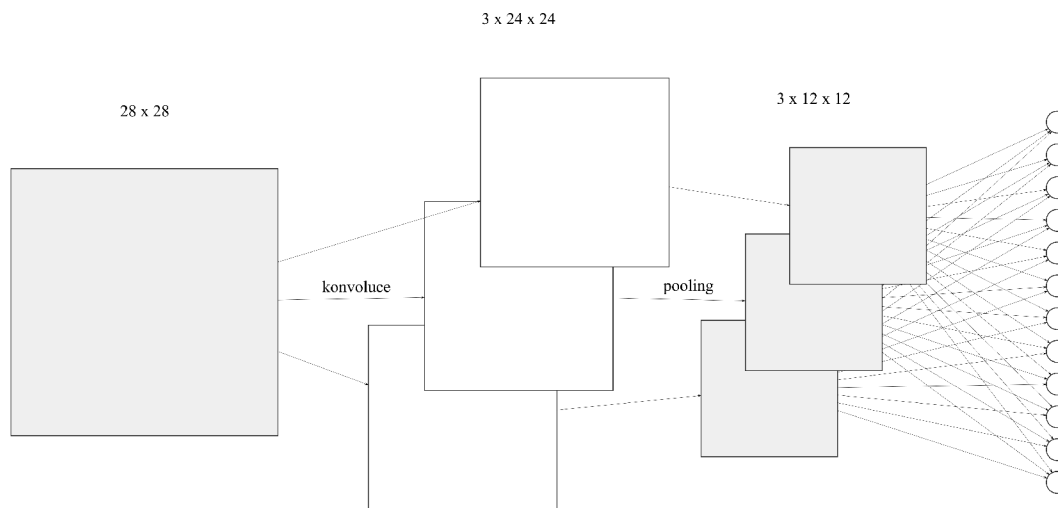 3 x 24 x 24
28 x 28
3 x 12 x 12
konvoluce
pooling